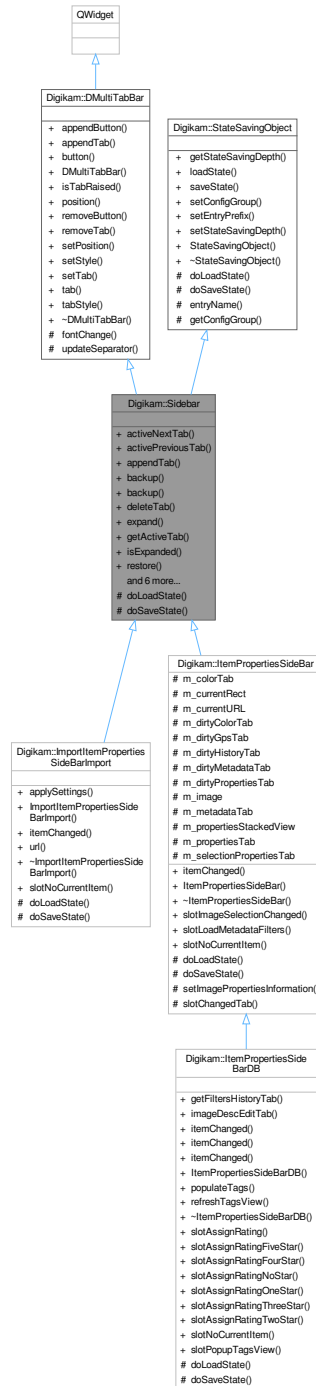 QWidget
Digikam::DMultiTabBar
+ appendButton()
+ appendTab()
+ button()
+ DMultiTabBar()
+ isTabRaised()
+ position()
+ removeButton()
+ removeTab()
+ setPosition()
+ setStyle()
+ setTab()
+ tab()
+ tabStyle()
+ ~DMultiTabBar()
# fontChange()
# updateSeparator()
Digikam::StateSavingObject
+ getStateSavingDepth()
+ loadState()
+ saveState()
+ setConfigGroup()
+ setEntryPrefix()
+ setStateSavingDepth()
+ StateSavingObject()
+ ~StateSavingObject()
# doLoadState()
# doSaveState()
# entryName()
# getConfigGroup()
Digikam::Sidebar
+ activeNextTab()
+ activePreviousTab()
+ appendTab()
+ backup()
+ backup()
+ deleteTab()
+ expand()
+ getActiveTab()
+ isExpanded()
+ restore()
and 6 more...
# doLoadState()
# doSaveState()
Digikam::ImportItemProperties
SideBarImport
+ applySettings()
+ ImportItemPropertiesSide
BarImport()
+ itemChanged()
+ url()
+ ~ImportItemPropertiesSide
BarImport()
+ slotNoCurrentItem()
# doLoadState()
# doSaveState()
Digikam::ItemPropertiesSideBar
# m_colorTab
# m_currentRect
# m_currentURL
# m_dirtyColorTab
# m_dirtyGpsTab
# m_dirtyHistoryTab
# m_dirtyMetadataTab
# m_dirtyPropertiesTab
# m_image
# m_metadataTab
# m_propertiesStackedView
# m_propertiesTab
# m_selectionPropertiesTab
+ itemChanged()
+ ItemPropertiesSideBar()
+ ~ItemPropertiesSideBar()
+ slotImageSelectionChanged()
+ slotLoadMetadataFilters()
+ slotNoCurrentItem()
# doLoadState()
# doSaveState()
# setImagePropertiesInformation()
# slotChangedTab()
Digikam::ItemPropertiesSide
BarDB
+ getFiltersHistoryTab()
+ imageDescEditTab()
+ itemChanged()
+ itemChanged()
+ itemChanged()
+ ItemPropertiesSideBarDB()
+ populateTags()
+ refreshTagsView()
+ ~ItemPropertiesSideBarDB()
+ slotAssignRating()
+ slotAssignRatingFiveStar()
+ slotAssignRatingFourStar()
+ slotAssignRatingNoStar()
+ slotAssignRatingOneStar()
+ slotAssignRatingThreeStar()
+ slotAssignRatingTwoStar()
+ slotNoCurrentItem()
+ slotPopupTagsView()
# doLoadState()
# doSaveState()